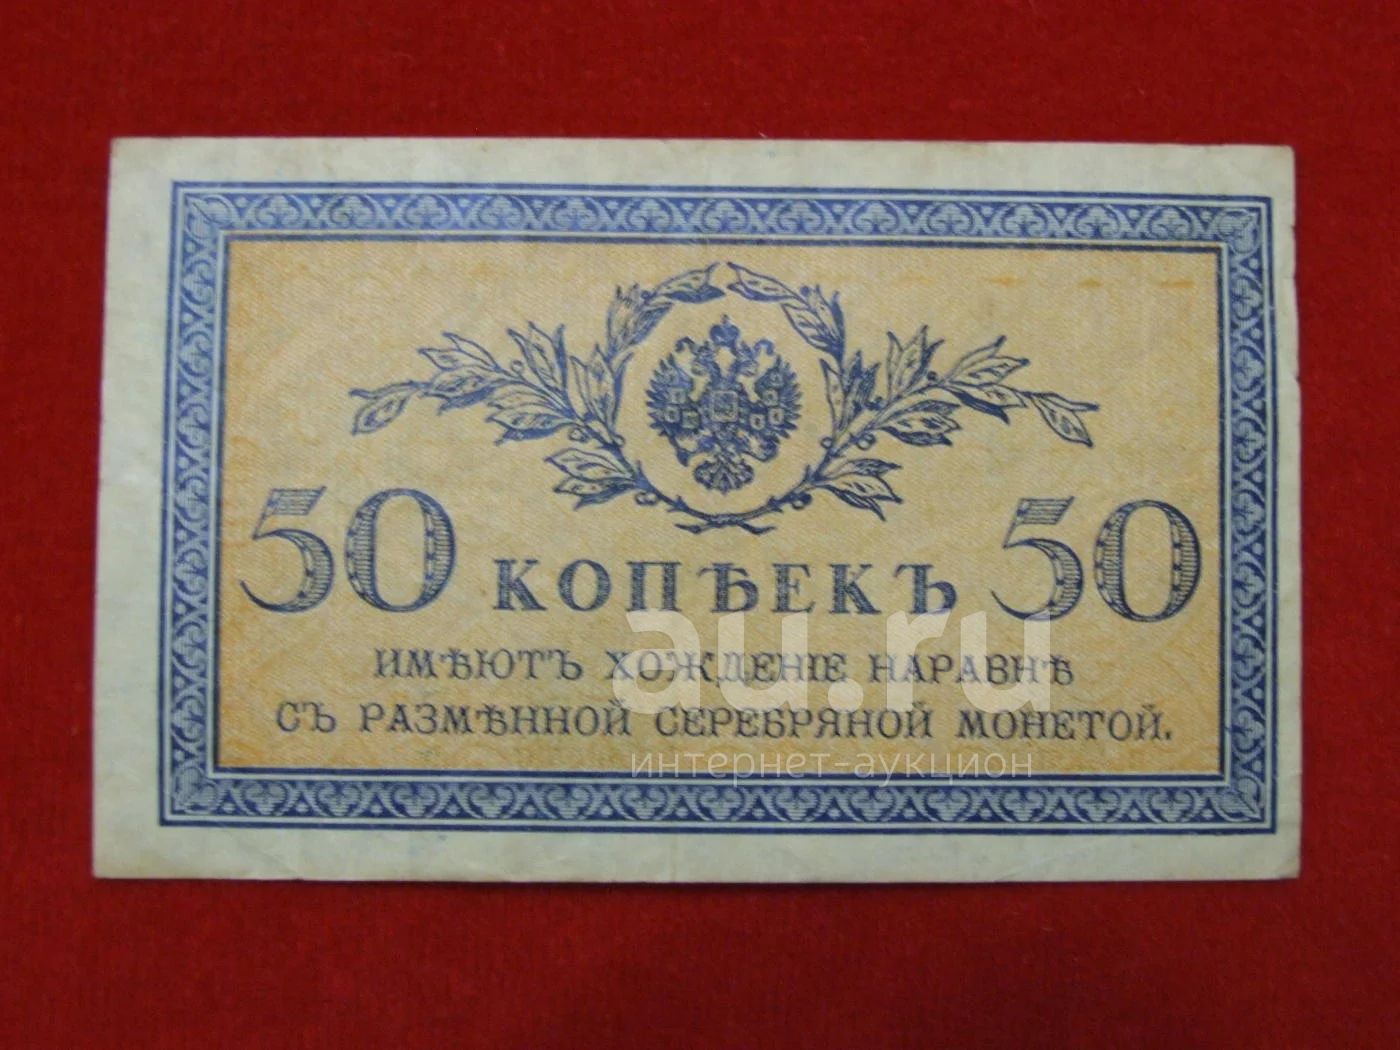 50 КОПѢЕКЪ 50
ИМѢЮТЪ ХОЖДЕНІЕ НАРАВНѢ
СЪ РАЗМѢННОЙ СЕРЕБРЯНОЙ МОНЕТОЙ.
au.ru
интернет-аукцион